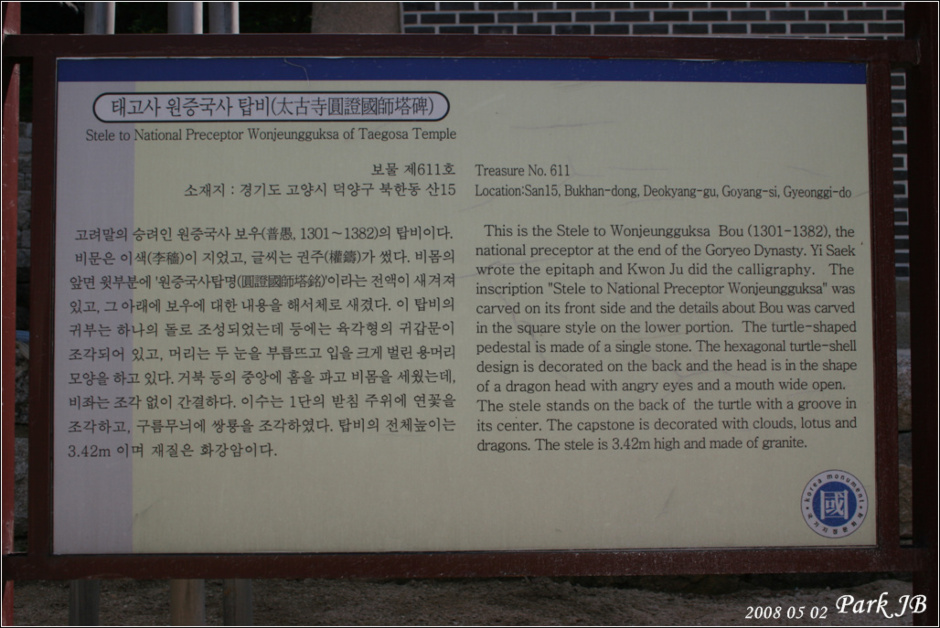 태고사 원증국사 탑비(太古寺圓證國師塔碑)
Stele to National Preceptor Wonjeungguksa of Taegosa Temple
보물 제611호
소재지 : 경기도 고양시 덕양구 북한동 산15
고려말의 승려인 원증국사 보우(普愚, 1301~1382)의 탑비이다.
비문은 이색(李穡)이 지었고, 글씨는 권주(權鑄)가 썼다. 비몸의
앞면 윗부분에 '원증국사탑명(圓證國師塔銘)'이라는 전액이 새겨져
있고, 그 아래에 보우에 대한 내용을 해서체로 새겼다. 이 탑비의
귀부는 하나의 돌로 조성되었는데 등에는 육각형의 귀갑문이
조각되어 있고, 머리는 두 눈을 부릅뜨고 입을 크게 벌린 용머리
모양을 하고 있다. 거북 등의 중앙에 홈을 파고 비몸을 세웠는데,
비좌는 조각 없이 간결하다. 이수는 1단의 받침 주위에 연꽃을
조각하고, 구름무늬에 쌍룡을 조각하였다. 탑비의 전체높이는
3.42m 이며 재질은 화강암이다.
Treasure No. 611
Location:San15, Bukhan-dong, Deokyang-gu, Goyang-si, Gyeonggi-do
This is the Stele to Wonjeungguksa Bou (1301-1382), the
national preceptor at the end of the Goryeo Dynasty. Yi Saek
wrote the epitaph and Kwon Ju did the calligraphy. The
inscription "Stele to National Preceptor Wonjeungguksa" was
carved on its front side and the details about Bou was carved
in the square style on the lower portion. The turtle-shaped
pedestal is made of a single stone. The hexagonal turtle-shell
design is decorated on the back and the head is in the shape
of a dragon head with angry eyes and a mouth wide open.
The stele stands on the back of the turtle with a groove in
its center. The capstone is decorated with clouds, lotus and
dragons. The stele is 3.42m high and made of granite.
korea monument
國
2008 05 02 Park JB